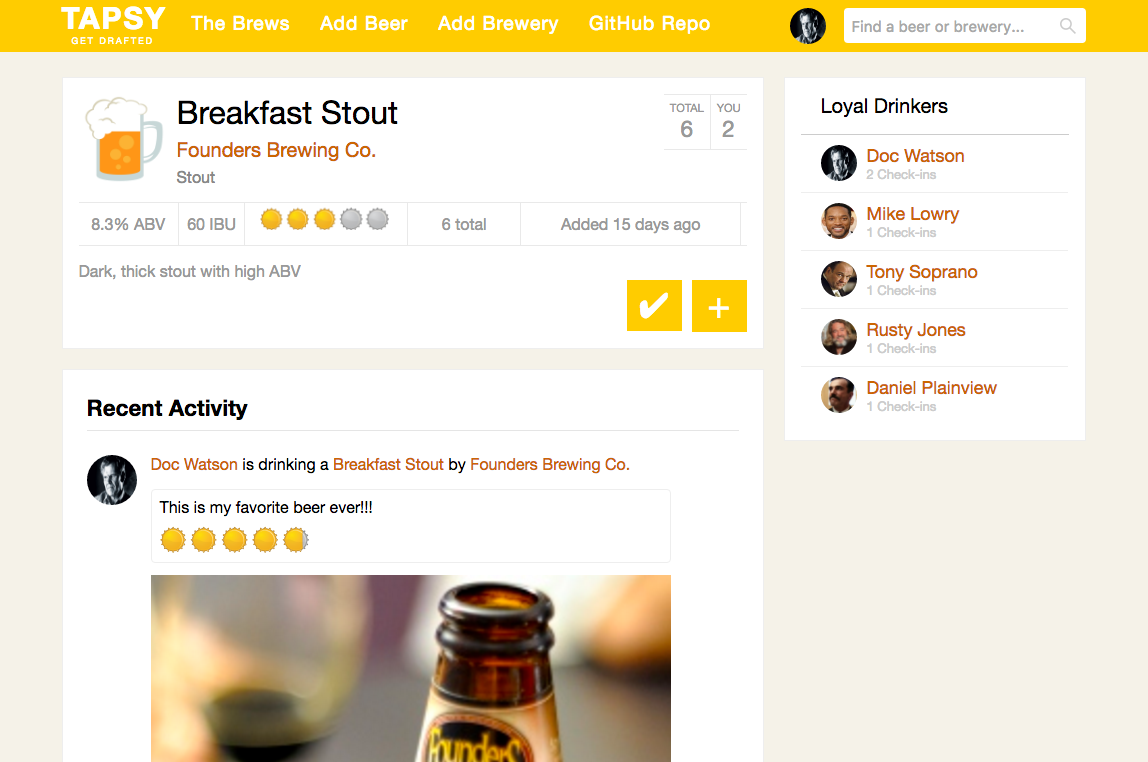 TAPSY
GET DRAFTED
The Brews
Add Beer
Add Brewery
GitHub Repo
Find a beer or brewery...
Breakfast Stout
Founders Brewing Co.
Stout
TOTAL
6
YOU
2
8.3% ABV
60 IBU
6 total
Added 15 days ago
Dark, thick stout with high ABV
✔
+
Recent Activity
Doc Watson is drinking a Breakfast Stout by Founders Brewing Co.
This is my favorite beer ever!!!
Founders
Loyal Drinkers
Doc Watson
2 Check-ins
Mike Lowry
1 Check-ins
Tony Soprano
1 Check-ins
Rusty Jones
1 Check-ins
Daniel Plainview
1 Check-ins